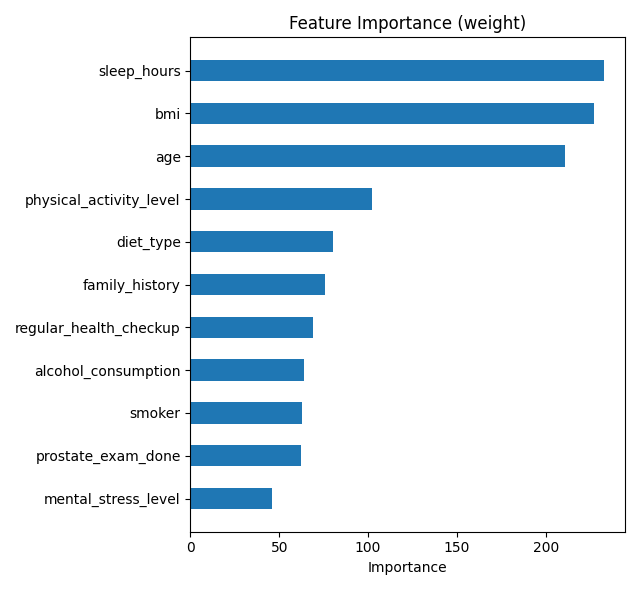 Feature Importance (weight)
sleep_hours
bmi
age
physical_activity_level
diet_type
family_history
regular_health_checkup
alcohol_consumption
smoker
prostate_exam_done
mental_stress_level
0 50 100 150 200
Importance